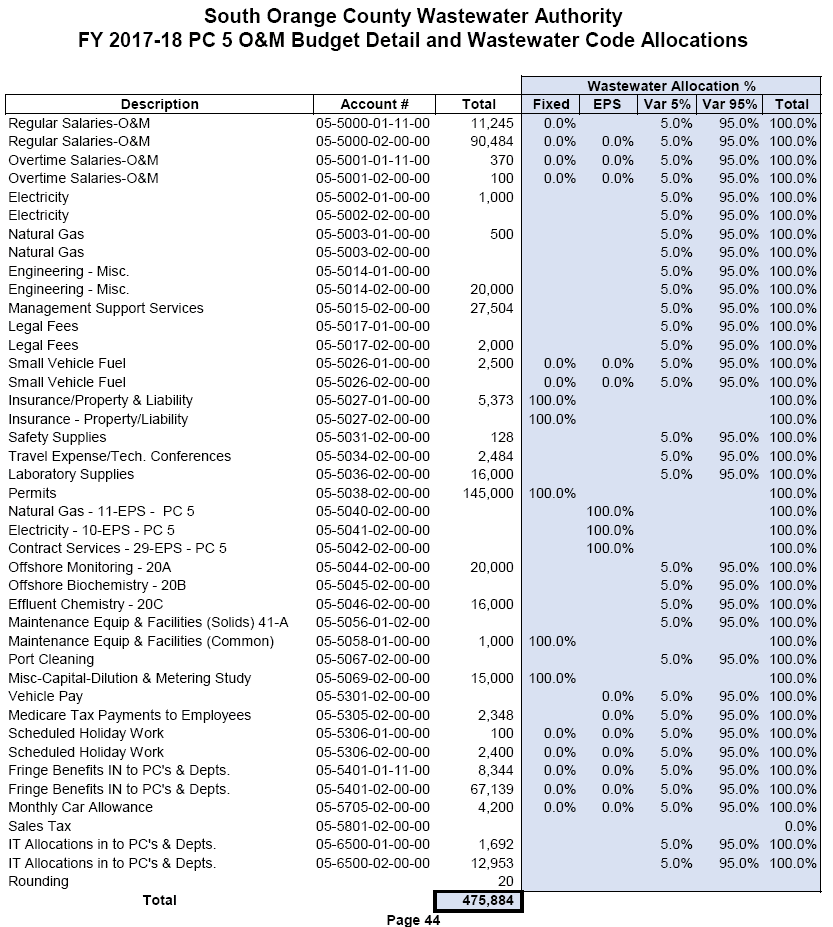 South Orange County Wastewater Authority
FY 2017-18 PC 5 O&M Budget Detail and Wastewater Code Allocations
Wastewater Allocation %
Description Account # Total Fixed EPS Var 5% Var 95% Total
Regular Salaries-O&M 05-5000-01-11-00 11,245 0.0% 5.0% 95.0% 100.0%
Regular Salaries-O&M 05-5000-02-00-00 90,484 0.0% 0.0% 5.0% 95.0% 100.0%
Overtime Salaries-O&M 05-5001-01-11-00 370 0.0% 0.0% 5.0% 95.0% 100.0%
Overtime Salaries-O&M 05-5001-02-00-00 100 0.0% 0.0% 5.0% 95.0% 100.0%
Electricity 05-5002-01-00-00 1,000 5.0% 95.0% 100.0%
Electricity 05-5002-02-00-00 5.0% 95.0% 100.0%
Natural Gas 05-5003-01-00-00 500 5.0% 95.0% 100.0%
Natural Gas 05-5003-02-00-00 5.0% 95.0% 100.0%
Engineering - Misc. 05-5014-01-00-00 5.0% 95.0% 100.0%
Engineering - Misc. 05-5014-02-00-00 20,000 5.0% 95.0% 100.0%
Management Support Services 05-5015-02-00-00 27,504 5.0% 95.0% 100.0%
Legal Fees 05-5017-01-00-00 5.0% 95.0% 100.0%
Legal Fees 05-5017-02-00-00 2,000 5.0% 95.0% 100.0%
Small Vehicle Fuel 05-5026-01-00-00 2,500 0.0% 0.0% 5.0% 95.0% 100.0%
Small Vehicle Fuel 05-5026-02-00-00 0.0% 0.0% 5.0% 95.0% 100.0%
Insurance/Property & Liability 05-5027-01-00-00 5,373 100.0% 100.0%
Insurance - Property/Liability 05-5027-02-00-00 100.0% 100.0%
Safety Supplies 05-5031-02-00-00 128 5.0% 95.0% 100.0%
Travel Expense/Tech. Conferences 05-5034-02-00-00 2,484 5.0% 95.0% 100.0%
Laboratory Supplies 05-5036-02-00-00 16,000 5.0% 95.0% 100.0%
Permits 05-5038-02-00-00 145,000 100.0% 100.0%
Natural Gas - 11-EPS - PC 5 05-5040-02-00-00 100.0% 100.0%
Electricity - 10-EPS - PC 5 05-5041-02-00-00 100.0% 100.0%
Contract Services - 29-EPS - PC 5 05-5042-02-00-00 100.0% 100.0%
Offshore Monitoring - 20A 05-5044-02-00-00 20,000 5.0% 95.0% 100.0%
Offshore Biochemistry - 20B 05-5045-02-00-00 5.0% 95.0% 100.0%
Effluent Chemistry - 20C 05-5046-02-00-00 16,000 5.0% 95.0% 100.0%
Maintenance Equip & Facilities (Solids) 41-A 05-5056-01-02-00 5.0% 95.0% 100.0%
Maintenance Equip & Facilities (Common) 05-5058-01-00-00 1,000 100.0% 100.0%
Port Cleaning 05-5067-02-00-00 5.0% 95.0% 100.0%
Misc-Capital-Dilution & Metering Study 05-5069-02-00-00 15,000 100.0% 100.0%
Vehicle Pay 05-5301-02-00-00 0.0% 5.0% 95.0% 100.0%
Medicare Tax Payments to Employees 05-5305-02-00-00 2,348 0.0% 5.0% 95.0% 100.0%
Scheduled Holiday Work 05-5306-01-00-00 100 0.0% 0.0% 5.0% 95.0% 100.0%
Scheduled Holiday Work 05-5306-02-00-00 2,400 0.0% 0.0% 5.0% 95.0% 100.0%
Fringe Benefits IN to PC's & Depts. 05-5401-01-11-00 8,344 0.0% 0.0% 5.0% 95.0% 100.0%
Fringe Benefits IN to PC's & Depts. 05-5401-02-00-00 67,139 0.0% 0.0% 5.0% 95.0% 100.0%
Monthly Car Allowance 05-5705-02-00-00 4,200 0.0% 0.0% 5.0% 95.0% 100.0%
Sales Tax 05-5801-02-00-00 0.0%
IT Allocations in to PC's & Depts. 05-6500-01-00-00 1,692 5.0% 95.0% 100.0%
IT Allocations in to PC's & Depts. 05-6500-02-00-00 12,953 5.0% 95.0% 100.0%
Rounding 20
Total 475,884
Page 44